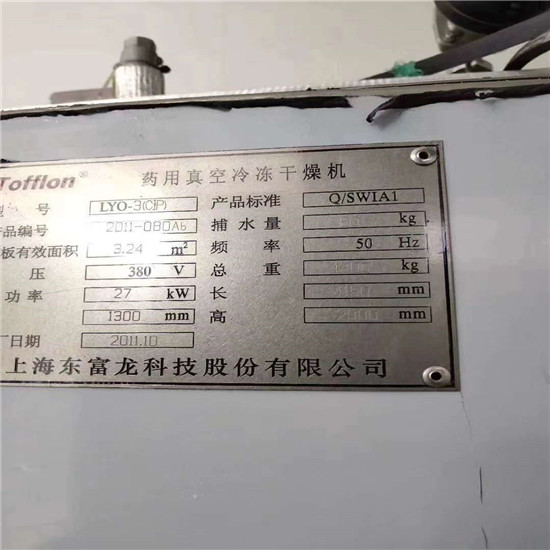 Tofflon 药用真空冷冻干燥机
号 LYO-3(CIP) 产品标准 Q/SWIA1
产品编号 2011-080Ab 捕水量 kg
板有效面积 3.24 m² 频率 50 Hz
压 380 V 总重 kg
功率 27 kW 长 mm
1300 mm 高 mm
日期 2011.10
上海东富龙科技股份有限公司